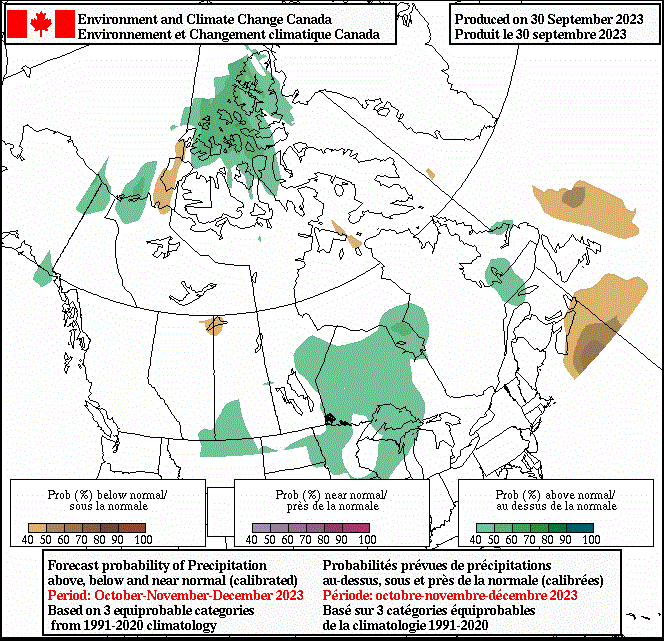 Environment and Climate Change Canada
Environnement et Changement climatique Canada
Produced on 30 September 2023
Produit le 30 septembre 2023
Prob (%) below normal/
sous la normale
40 50 60 70 80 90 100
Prob (%) near normal/
près de la normale
40 50 60 70 80 90 100
Prob (%) above normal/
au dessus de la normale
40 50 60 70 80 90 100
Forecast probability of Precipitation
above, below and near normal (calibrated)
Period: October-November-December 2023
Based on 3 equiprobable categories
from 1991-2020 climatology
Probabilités prévues de précipitations
au-dessus, sous et près de la normale (calibrées)
Période: octobre-novembre-décembre 2023
Basé sur 3 catégories équiprobables
de la climatologie 1991-2020